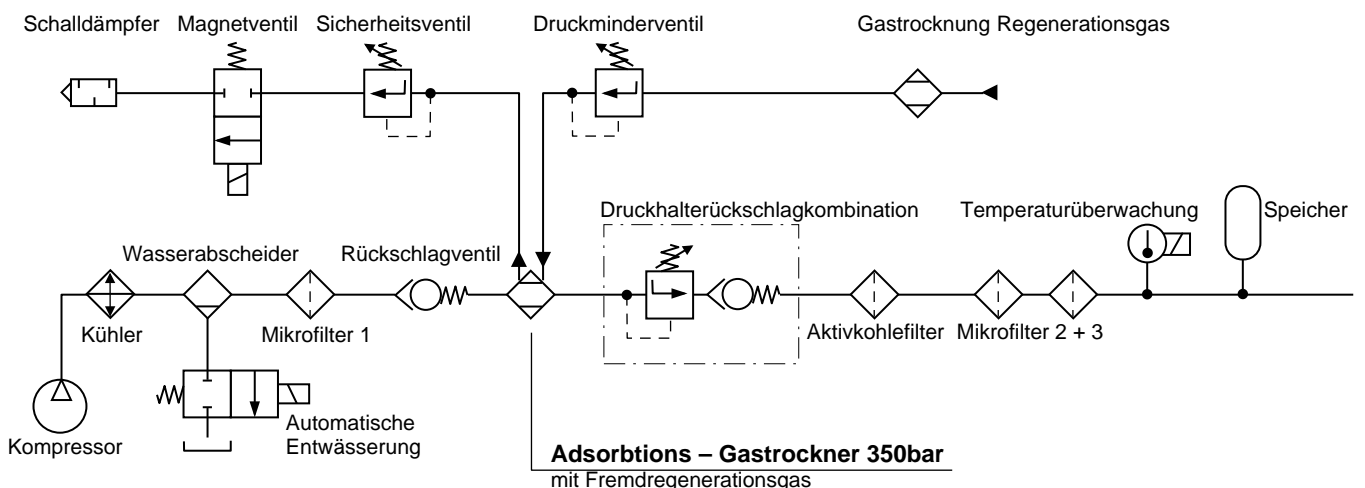 Schalldämpfer
Magnetventil
Sicherheitsventil
Druckminderventil
Gastrocknung Regenerationsgas
Druckhalterückschlagkombination
Temperaturüberwachung
Speicher
Wasserabscheider
Rückschlagventil
Kühler
Mikrofilter 1
Aktivkohlefilter
Mikrofilter 2 + 3
Kompressor
Automatische
Entwässerung
Adsorbtions – Gastrockner 350bar
mit Fremdregenerationsgas